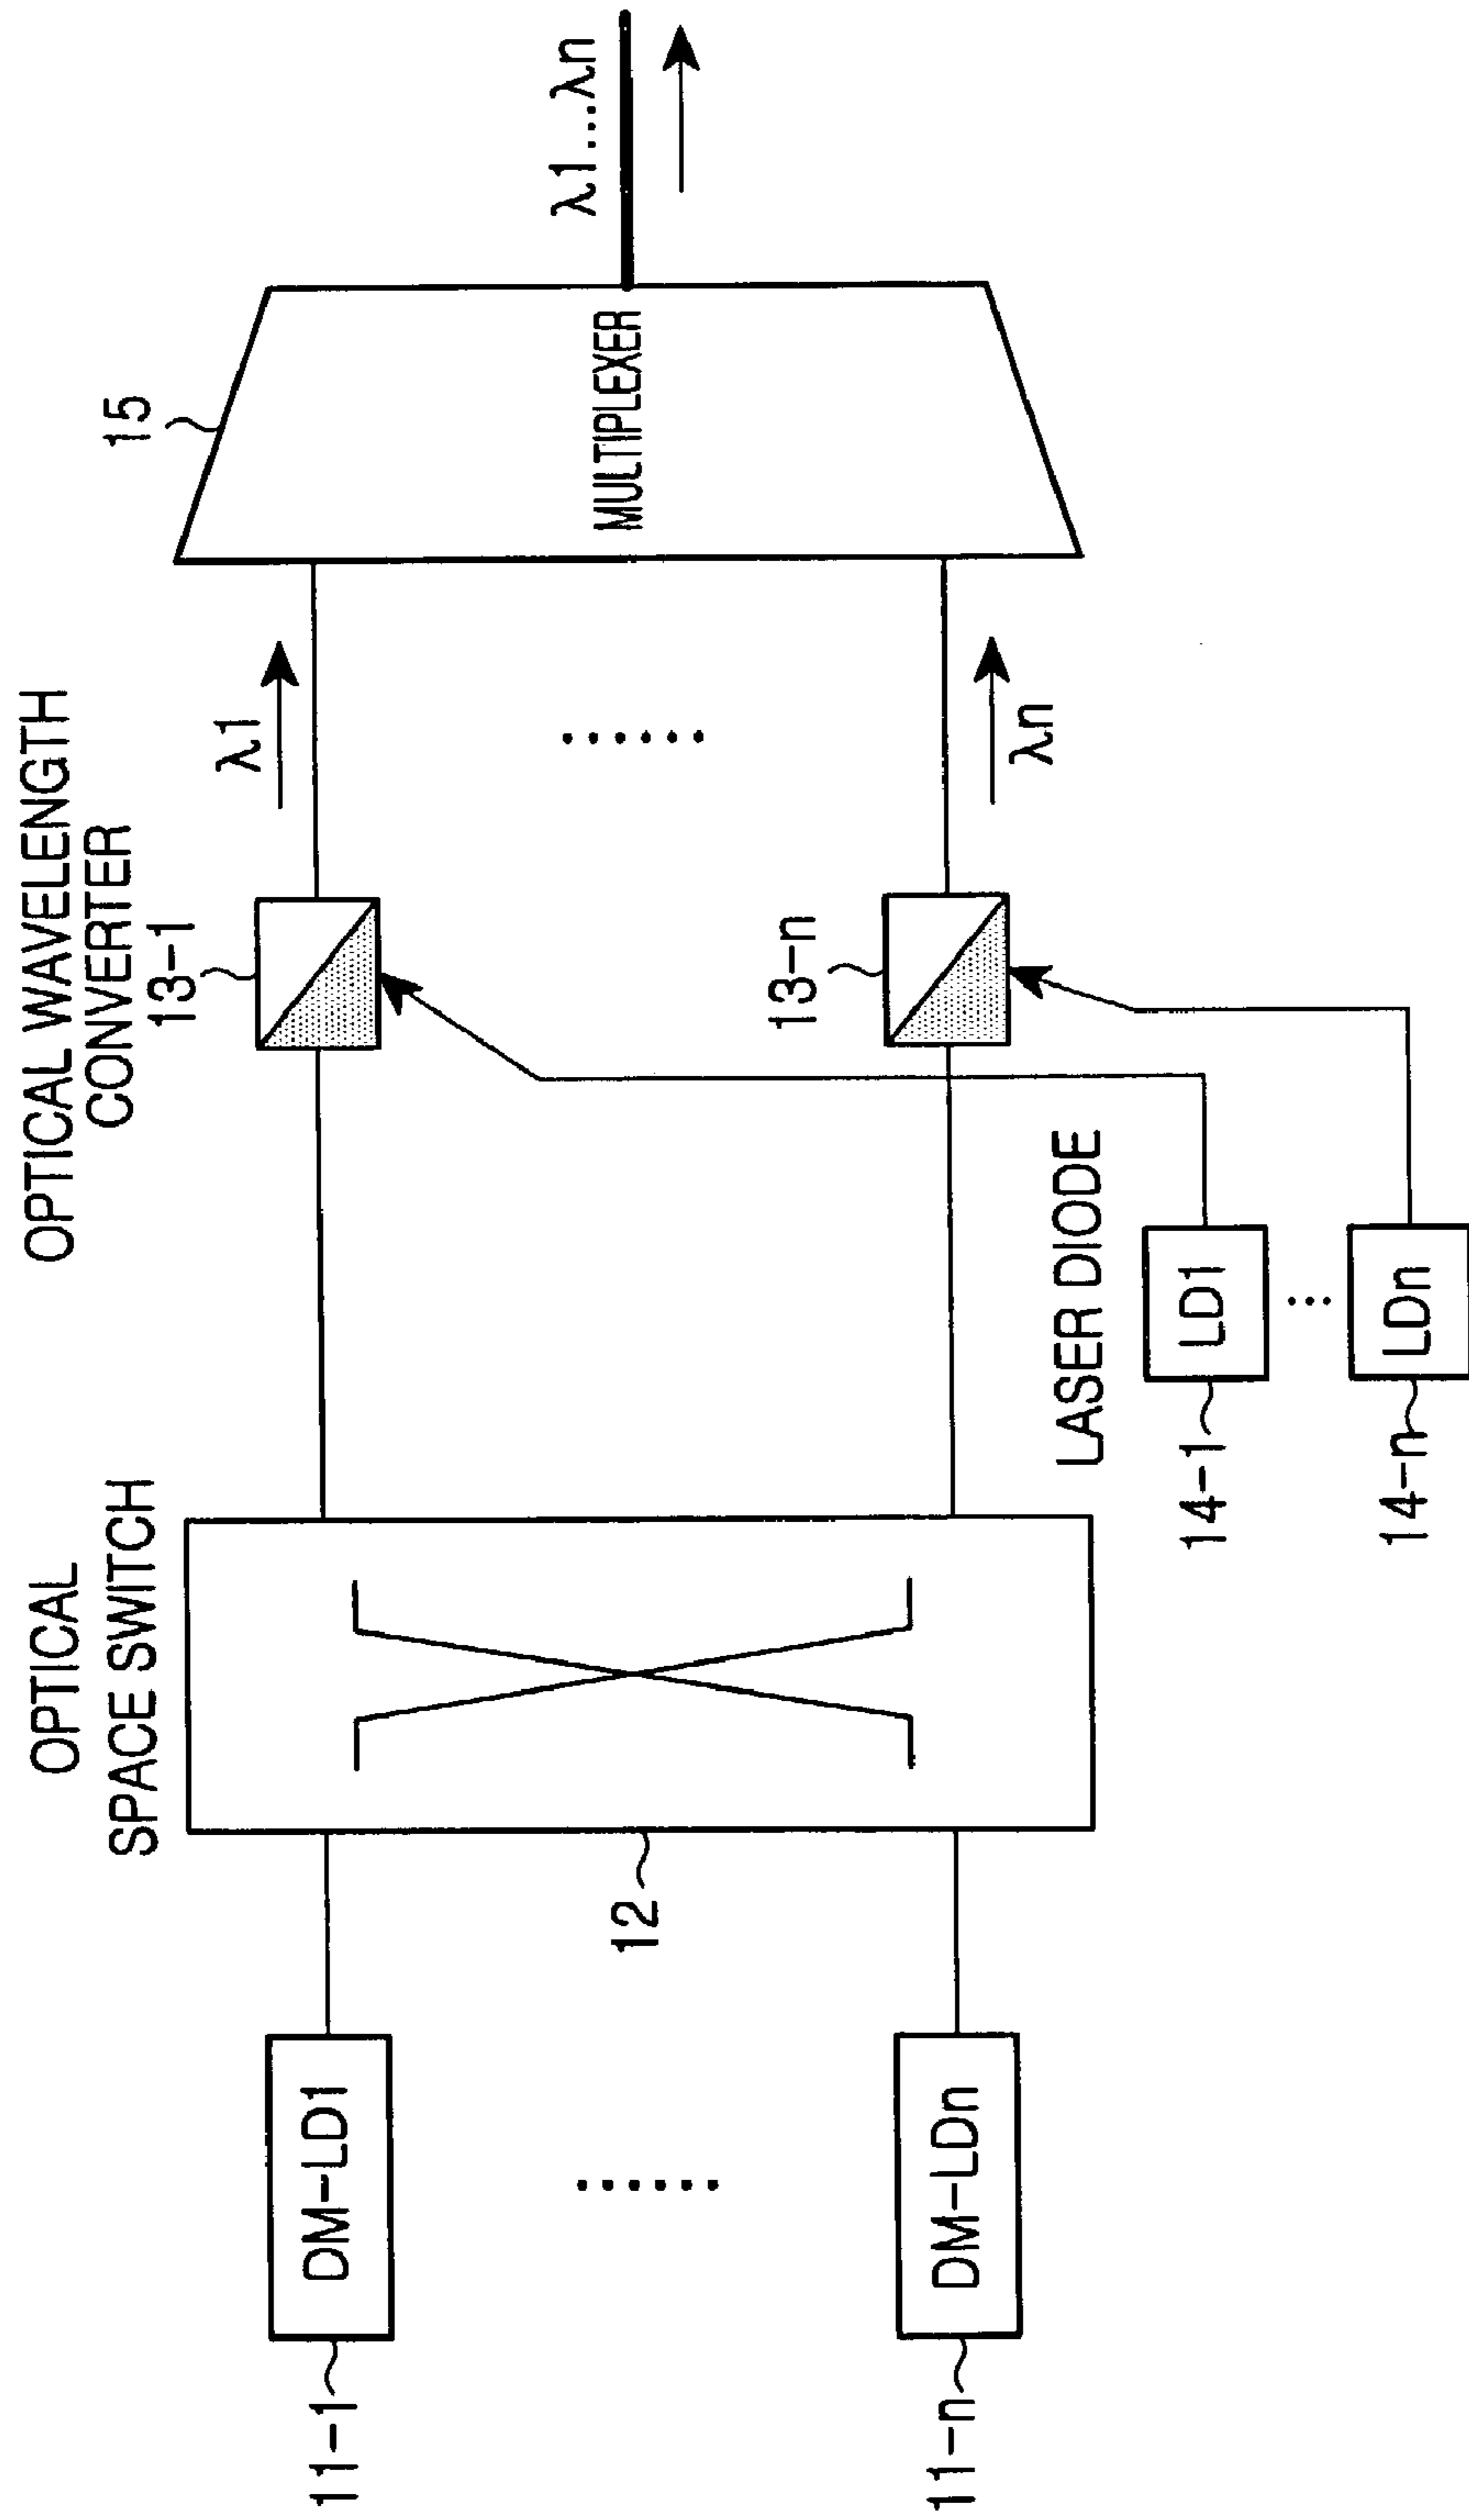 OPTICAL
SPACE SWITCH
OPTICAL WAVELENGTH
CONVERTER
13-1
λ1
15
λ1...λn
11-1
DM-LD1
......
12
......
MULTIPLEXER
11-n
DM-LDn
13-n
λn
LASER DIODE
14-1
LD1
...
14-n
LDn